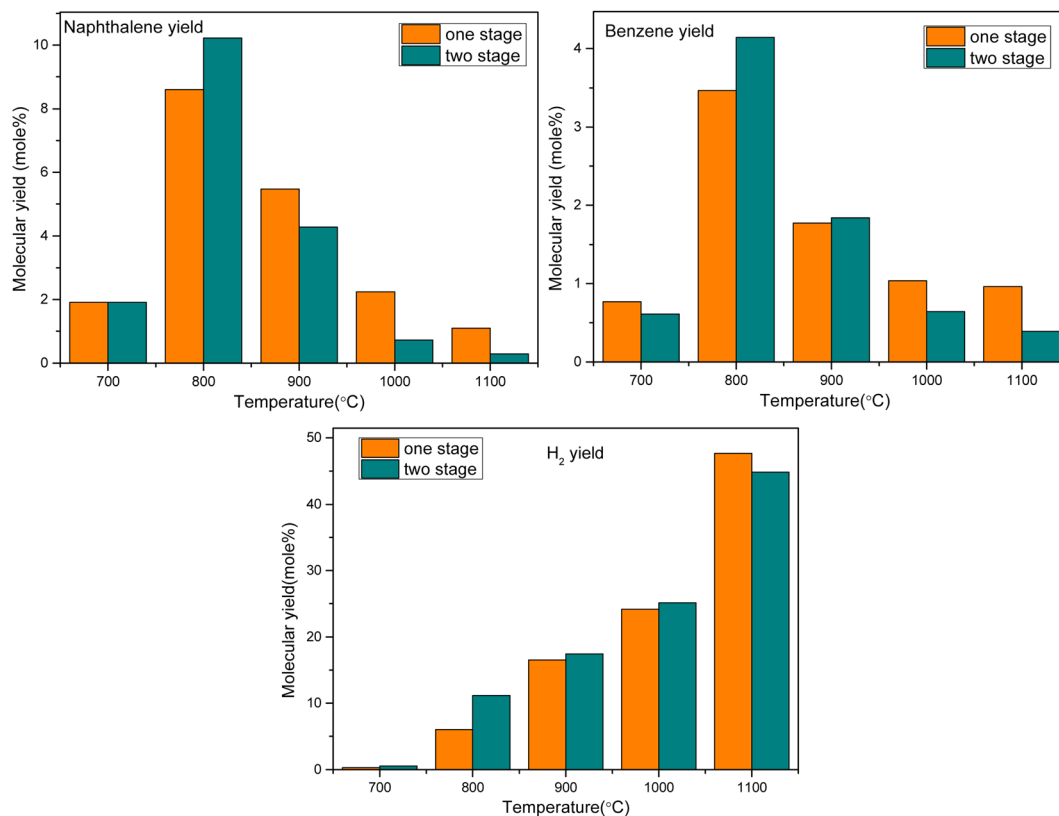 Naphthalene yield
one stage
two stage
Molecular yield (mole%)
10
8
6
4
2
0
700 800 900 1000 1100
Temperature(°C)
Benzene yield
one stage
two stage
Molecular yield (mole%)
4
3
2
1
0
700 800 900 1000 1100
Temperature(°C)
H₂ yield
one stage
two stage
Molecular yield(mole%)
50
40
30
20
10
0
700 800 900 1000 1100
Temperature(°C)